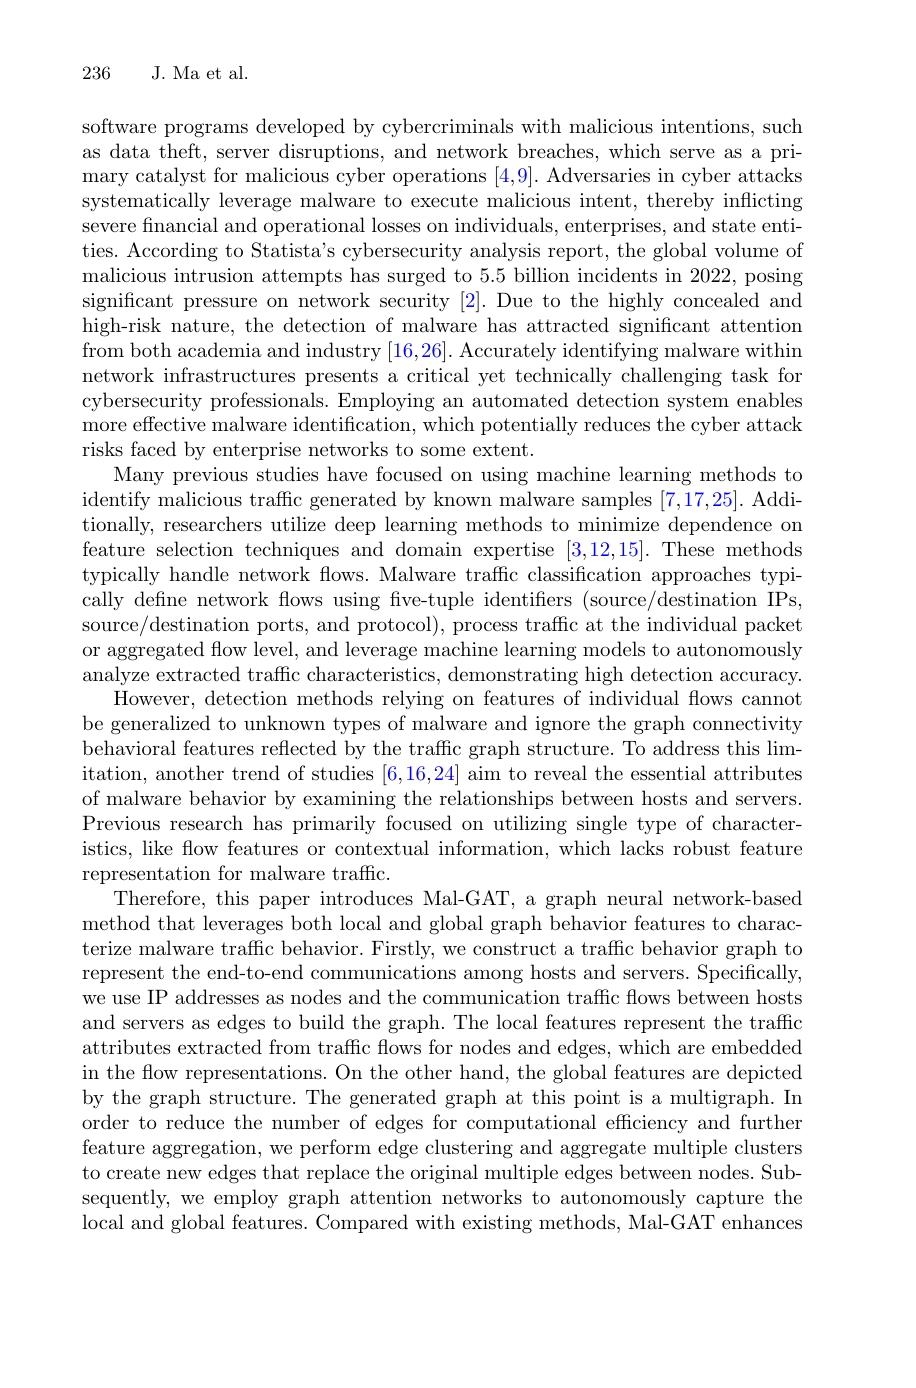 236 J. Ma et al.
software programs developed by cybercriminals with malicious intentions, such
as data theft, server disruptions, and network breaches, which serve as a pri-
mary catalyst for malicious cyber operations [4,9]. Adversaries in cyber attacks
systematically leverage malware to execute malicious intent, thereby inflicting
severe financial and operational losses on individuals, enterprises, and state enti-
ties. According to Statista's cybersecurity analysis report, the global volume of
malicious intrusion attempts has surged to 5.5 billion incidents in 2022, posing
significant pressure on network security [2]. Due to the highly concealed and
high-risk nature, the detection of malware has attracted significant attention
from both academia and industry [16,26]. Accurately identifying malware within
network infrastructures presents a critical yet technically challenging task for
cybersecurity professionals. Employing an automated detection system enables
more effective malware identification, which potentially reduces the cyber attack
risks faced by enterprise networks to some extent.
Many previous studies have focused on using machine learning methods to
identify malicious traffic generated by known malware samples [7,17,25]. Addi-
tionally, researchers utilize deep learning methods to minimize dependence on
feature selection techniques and domain expertise [3,12,15]. These methods
typically handle network flows. Malware traffic classification approaches typi-
cally define network flows using five-tuple identifiers (source/destination IPs,
source/destination ports, and protocol), process traffic at the individual packet
or aggregated flow level, and leverage machine learning models to autonomously
analyze extracted traffic characteristics, demonstrating high detection accuracy.
However, detection methods relying on features of individual flows cannot
be generalized to unknown types of malware and ignore the graph connectivity
behavioral features reflected by the traffic graph structure. To address this lim-
itation, another trend of studies [6,16,24] aim to reveal the essential attributes
of malware behavior by examining the relationships between hosts and servers.
Previous research has primarily focused on utilizing single type of character-
istics, like flow features or contextual information, which lacks robust feature
representation for malware traffic.
Therefore, this paper introduces Mal-GAT, a graph neural network-based
method that leverages both local and global graph behavior features to charac-
terize malware traffic behavior. Firstly, we construct a traffic behavior graph to
represent the end-to-end communications among hosts and servers. Specifically,
we use IP addresses as nodes and the communication traffic flows between hosts
and servers as edges to build the graph. The local features represent the traffic
attributes extracted from traffic flows for nodes and edges, which are embedded
in the flow representations. On the other hand, the global features are depicted
by the graph structure. The generated graph at this point is a multigraph. In
order to reduce the number of edges for computational efficiency and further
feature aggregation, we perform edge clustering and aggregate multiple clusters
to create new edges that replace the original multiple edges between nodes. Sub-
sequently, we employ graph attention networks to autonomously capture the
local and global features. Compared with existing methods, Mal-GAT enhances